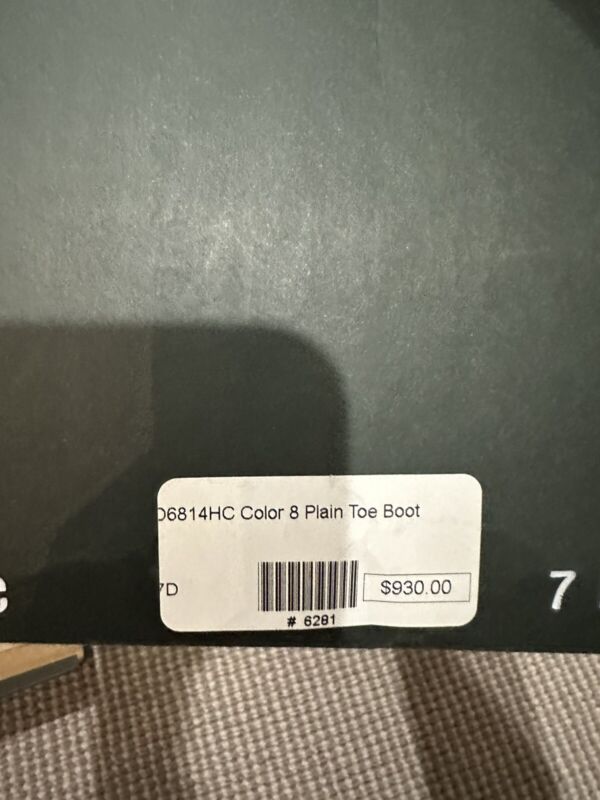 D6814HC Color 8 Plain Toe Boot
7D
$930.00
# 6281
7